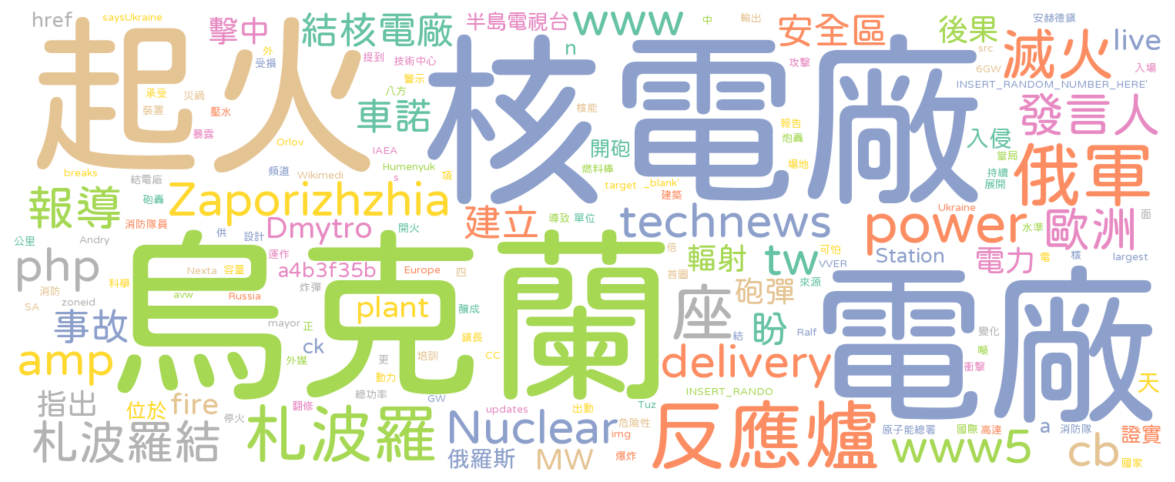 href
saysUkraine
擊中
結核電廠
半島電視台
www
中
輸出
安全區
後果
安赫德鎮
滅火
live
起火
核電廠
外
受損
提到
技術中心
n
攻擊
src
6GW
入場
INSERT_RANDOM_NUMBER_HERE'
承受
警示
八方
災禍
裝置
壓水
車諾
核能
報告
發言人
暴露
Orlov
IAEA
開砲
炮轟
入侵
當局
breaks
頻道
Wikimedi
Humenyuk
燃料棒
場地
持續
展開
俄軍
結電廠
s
填
target
_blank'
建築
報導
砲轟
Zaporizhzhia
建立
導致
單位
technews
power
Ukraine
水準
歐洲
面
消防隊員
Dmytro
開火
公里
Andry
供
設計
烏克蘭
倍
可怕
電
核
largest
php
運作
a4b3f35b
Europe
四
輻射
tw
VVER
Station
電力
Nexta
容量
首圖
來源
科學
炸彈
消防
zoneid
avw
Russia
plant
釀成
座
砲彈
電廠
SA
事故
mayor
正
鎮長
盼
結
Ralf
變化
嘴
ck
更
培訓
CC
外媒
amp
動力
delivery
衝擊
天
指出
位於
fire
總功率
GW
INSERT_RANDO
翻修
停火
updates
出動
Tuz
札波羅結
札波羅
Nuclear
危險性
img
反應爐
原子能總署
國際
高達
a
消防隊
證實
俄羅斯
MW
爆炸
www5
cb
國家